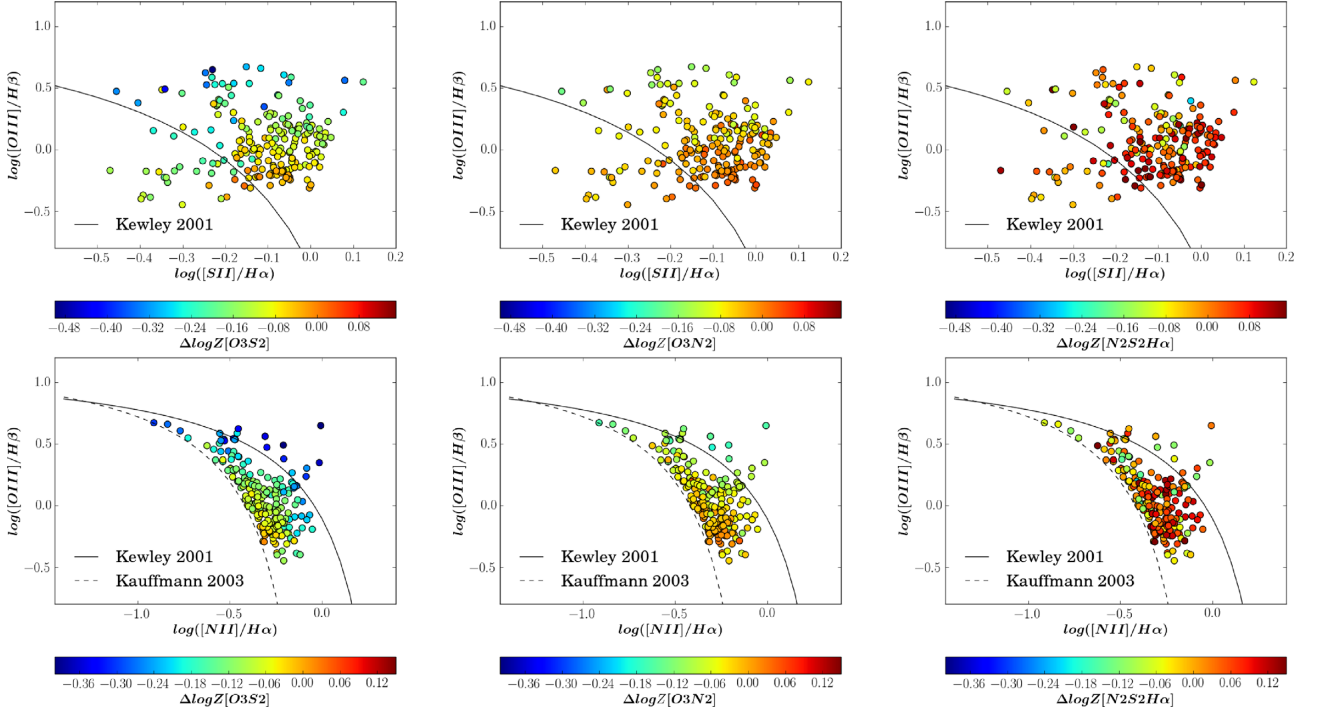 log([OIII]/Hβ)
1.0
0.5
0.0
−0.5
Kewley 2001
−0.5 −0.4 −0.3 −0.2 −0.1 0.0 0.1 0.2
log([SII]/Hα)
−0.48 −0.40 −0.32 −0.24 −0.16 −0.08 0.00 0.08
ΔlogZ[O3S2]
log([OIII]/Hβ)
1.0
0.5
0.0
−0.5
Kewley 2001
−0.5 −0.4 −0.3 −0.2 −0.1 0.0 0.1 0.2
log([SII]/Hα)
−0.48 −0.40 −0.32 −0.24 −0.16 −0.08 0.00 0.08
ΔlogZ[O3N2]
log([OIII]/Hβ)
1.0
0.5
0.0
−0.5
Kewley 2001
−0.5 −0.4 −0.3 −0.2 −0.1 0.0 0.1 0.2
log([SII]/Hα)
−0.48 −0.40 −0.32 −0.24 −0.16 −0.08 0.00 0.08
ΔlogZ[N2S2Hα]
log([OIII]/Hβ)
1.0
0.5
0.0
−0.5
Kewley 2001
Kauffmann 2003
−1.0 −0.5 0.0
log([NII]/Hα)
−0.36 −0.30 −0.24 −0.18 −0.12 −0.06 0.00 0.06 0.12
ΔlogZ[O3S2]
log([OIII]/Hβ)
1.0
0.5
0.0
−0.5
Kewley 2001
Kauffmann 2003
−1.0 −0.5 0.0
log([NII]/Hα)
−0.36 −0.30 −0.24 −0.18 −0.12 −0.06 0.00 0.06 0.12
ΔlogZ[O3N2]
log([OIII]/Hβ)
1.0
0.5
0.0
−0.5
Kewley 2001
Kauffmann 2003
−1.0 −0.5 0.0
log([NII]/Hα)
−0.36 −0.30 −0.24 −0.18 −0.12 −0.06 0.00 0.06 0.12
ΔlogZ[N2S2Hα]